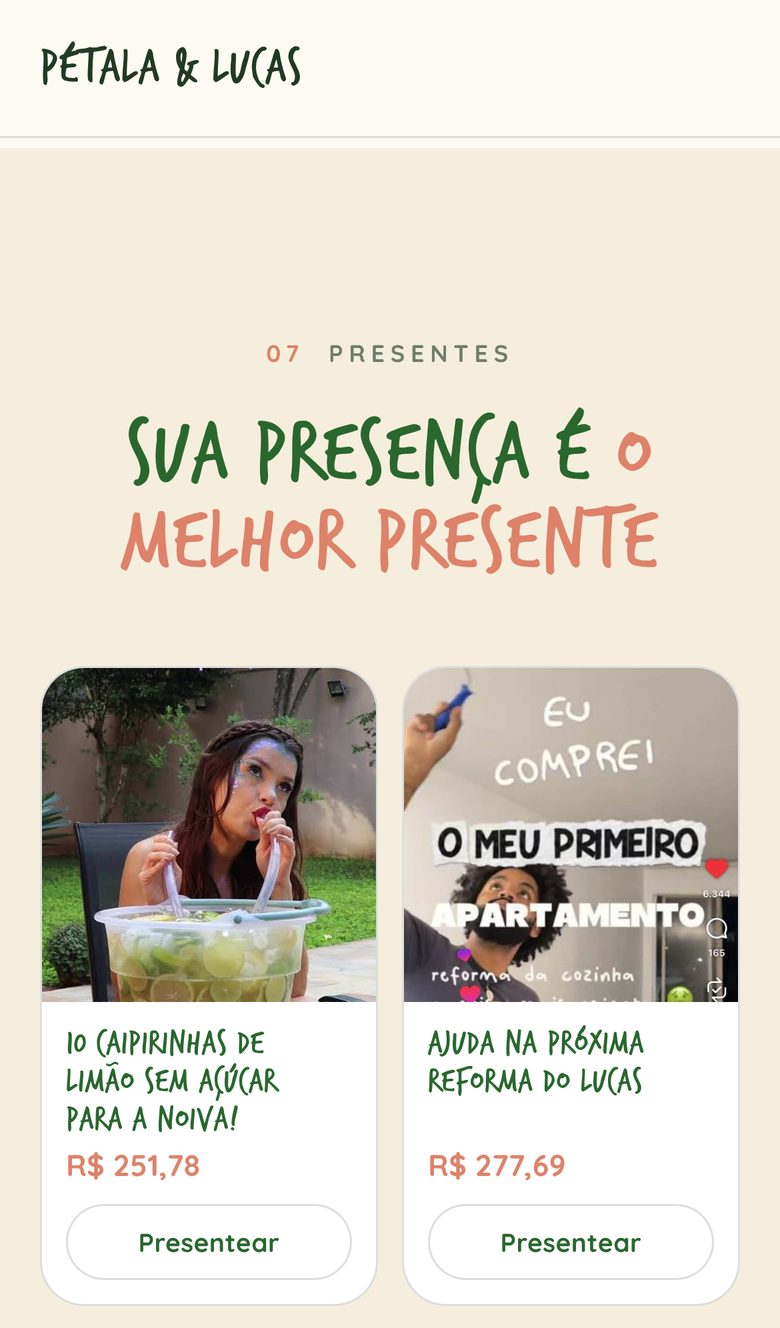 PÉTALA & LUCAS
07 PRESENTES
SUA PRESENÇA É O
MELHOR PRESENTE
EU
COMPREI
O MEU PRIMEIRO
APARTAMENTO
6.344
165
reforma da cozinha
10 CAIPIRINHAS DE
LIMÃO SEM AÇÚCAR
PARA A NOIVA!
R$ 251,78
Presentear
AJUDA NA PRÓXIMA
REFORMA DO LUCAS
R$ 277,69
Presentear